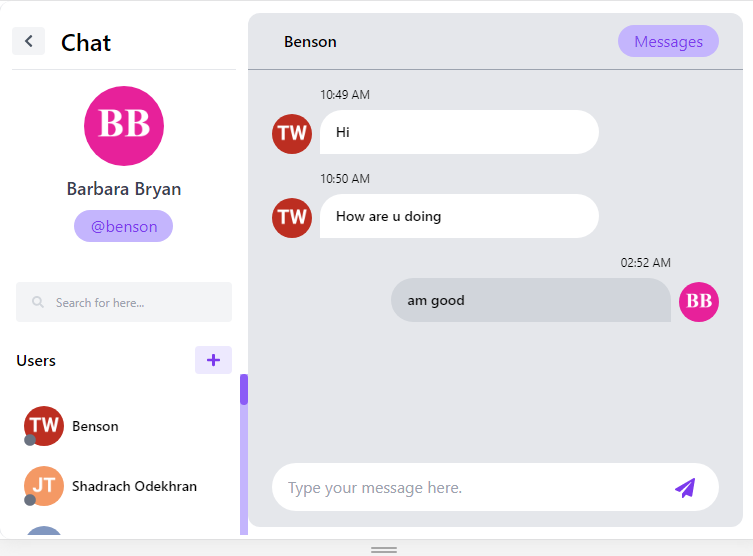 Chat
BB
Barbara Bryan
@benson
Search for here...
Users
TW
Benson
JT
Shadrach Odekhran
Benson
Messages
10:49 AM
TW
Hi
10:50 AM
TW
How are u doing
02:52 AM
am good
BB
Type your message here.